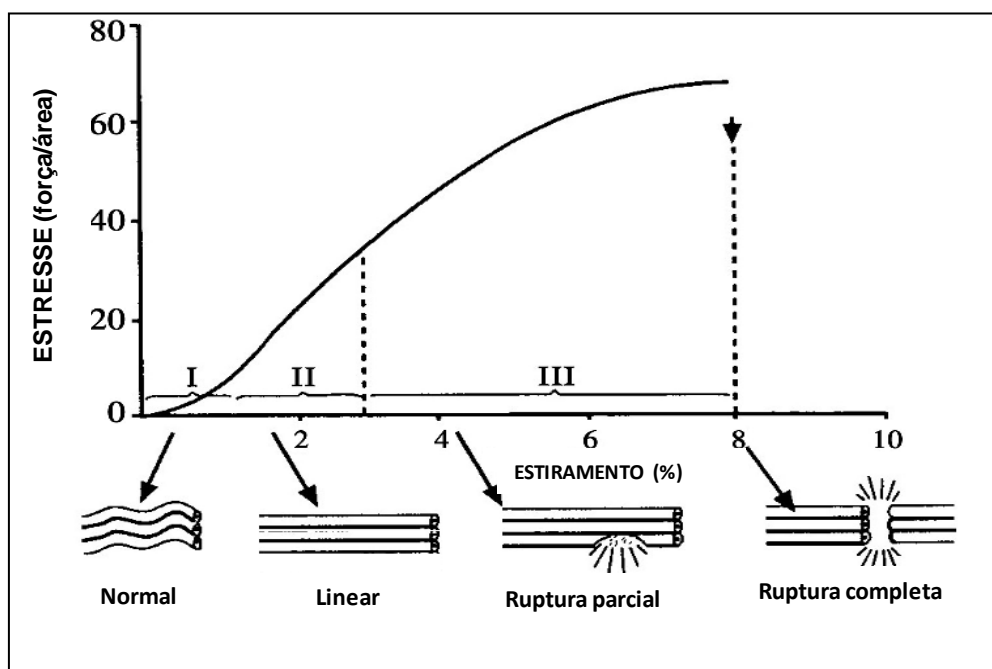 80
60
40
20
0
ESTRESSE (força/área)
I II III
2 4 6 8 10
ESTIRAMENTO (%)
Normal
Linear
Ruptura parcial
Ruptura completa